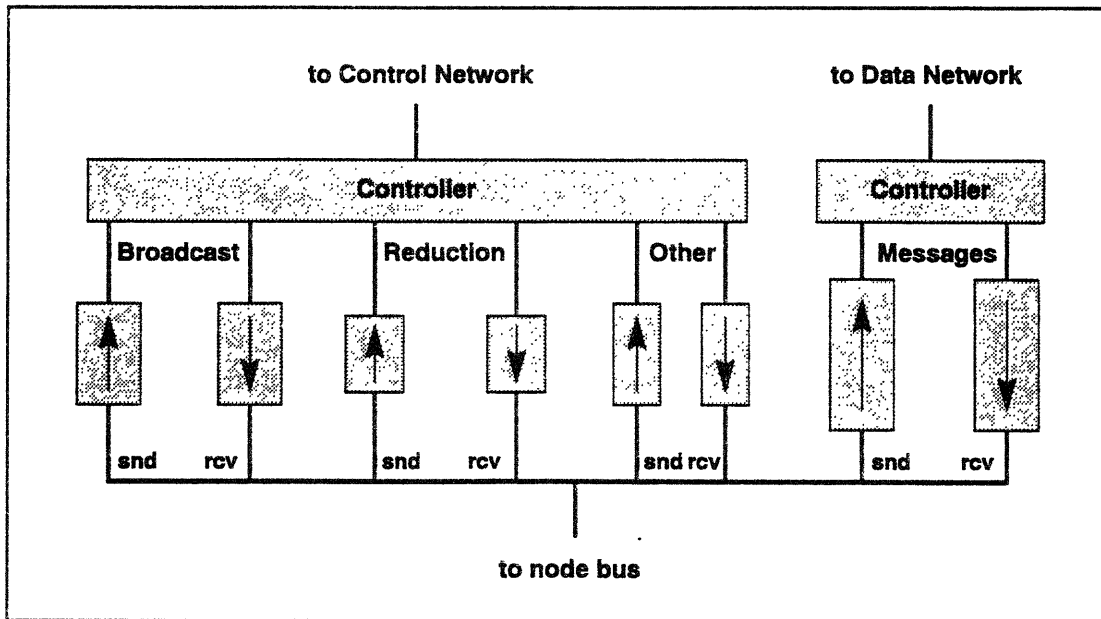 to Control Network
to Data Network
Controller
Controller
Broadcast
Reduction
Other
Messages
snd
rcv
snd
rcv
snd
rcv
snd
rcv
to node bus